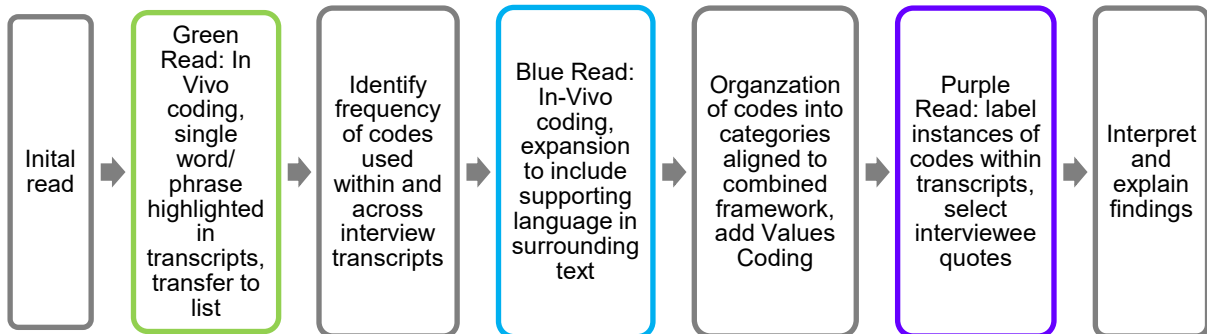 Inital
read
Green
Read: In
Vivo
coding,
single
word/
phrase
highlighted
in
transcripts,
transfer to
list
Identify
frequency
of codes
used
within and
across
interview
transcripts
Blue Read:
In-Vivo
coding,
expansion
to include
supporting
language in
surrounding
text
Organzation
of codes into
categories
aligned to
combined
framework,
add Values
Coding
Purple
Read: label
instances of
codes within
transcripts,
select
interviewee
quotes
Interpret
and
explain
findings